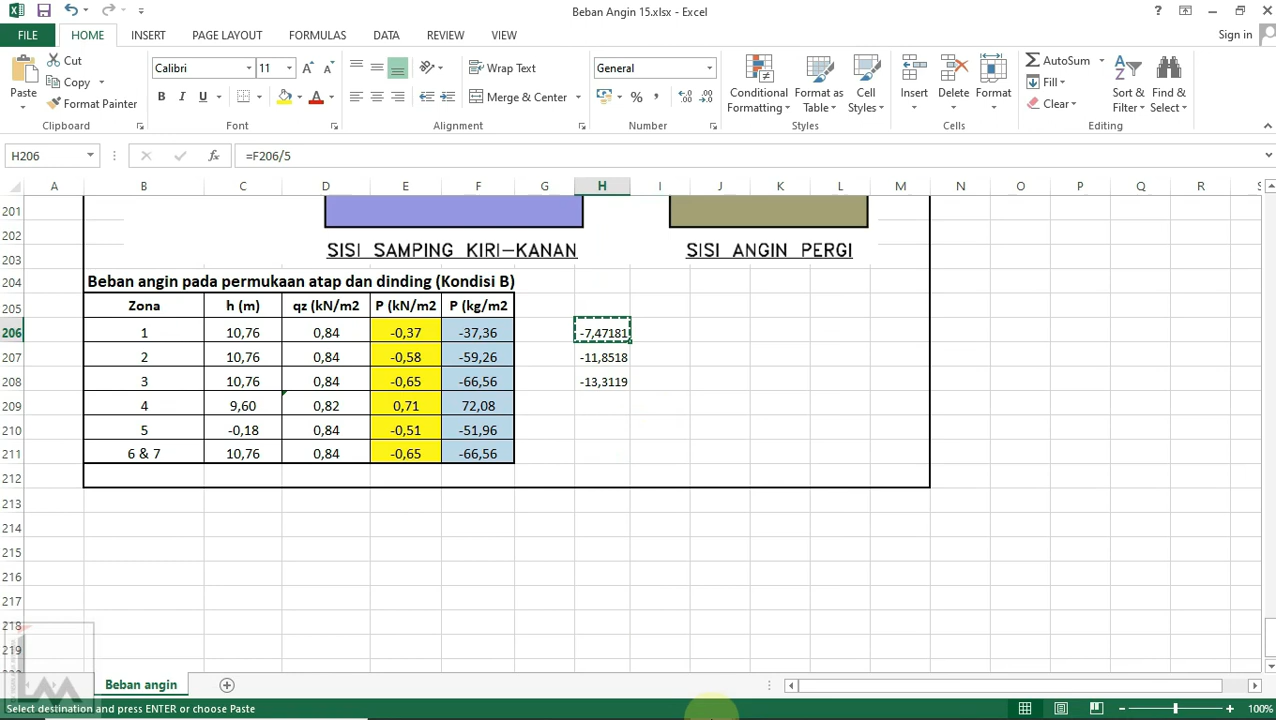 Beban Angin 15.xlsx - Excel
?
FILE HOME INSERT PAGE LAYOUT FORMULAS DATA REVIEW VIEW Sign in
Paste
Cut
Copy
Format Painter
Clipboard
Calibri 11 A A
B I U A
Font
Wrap Text
Merge & Center
Alignment
General
% ,
Number
Conditional Formatting
Format as Table
Cell Styles
Styles
Insert Delete Format
Cells
AutoSum
Fill
Clear
Sort & Filter
Find & Select
Editing
H206 fx =F206/5
A B C D E F G H I J K L M N O P Q R S
201
202
203 SISI SAMPING KIRI-KANAN SISI ANGIN PERGI
204 Beban angin pada permukaan atap dan dinding (Kondisi B)
205 Zona h (m) qz (kN/m2 P (kN/m2 P (kg/m2
206 1 10,76 0,84 -0,37 -37,36 -7,47181
207 2 10,76 0,84 -0,58 -59,26 -11,8518
208 3 10,76 0,84 -0,65 -66,56 -13,3119
209 4 9,60 0,82 0,71 72,08
210 5 -0,18 0,84 -0,51 -51,96
211 6 & 7 10,76 0,84 -0,65 -66,56
212
213
214
215
216
217
218
219
Beban angin
Select destination and press ENTER or choose Paste 100%